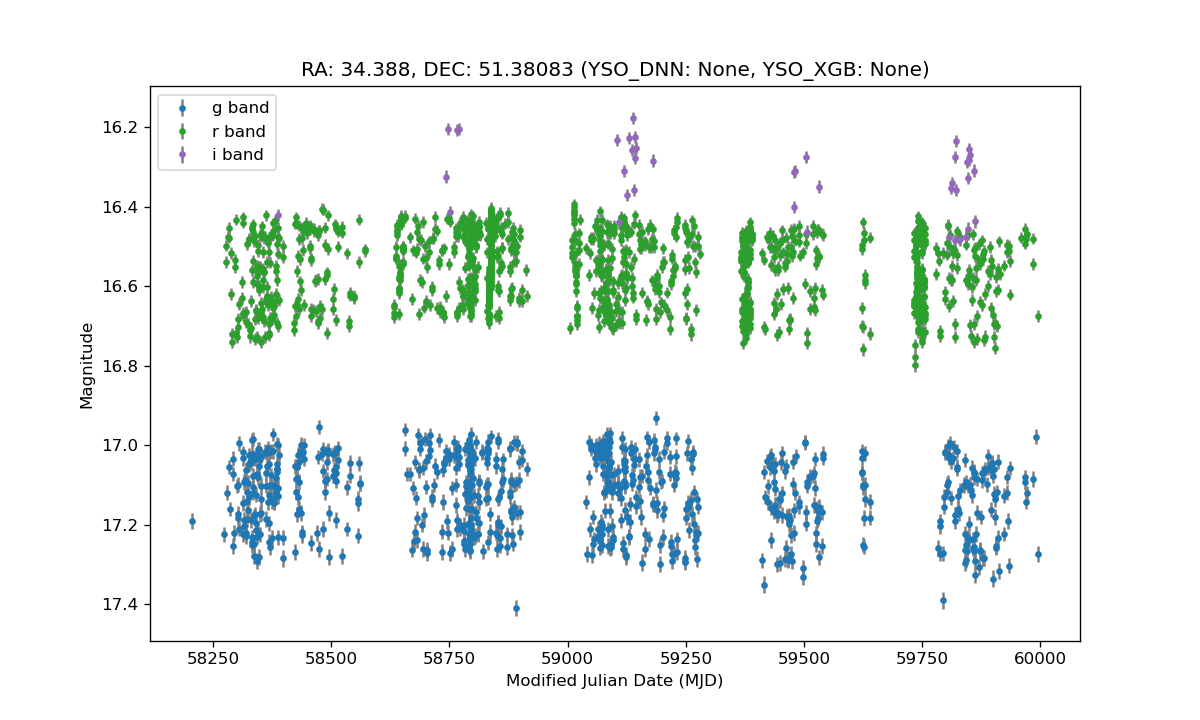 RA: 34.388, DEC: 51.38083 (YSO_DNN: None, YSO_XGB: None)
g band
r band
i band
16.2
16.4
16.6
16.8
17.0
17.2
17.4
Magnitude
58250 58500 58750 59000 59250 59500 59750 60000
Modified Julian Date (MJD)